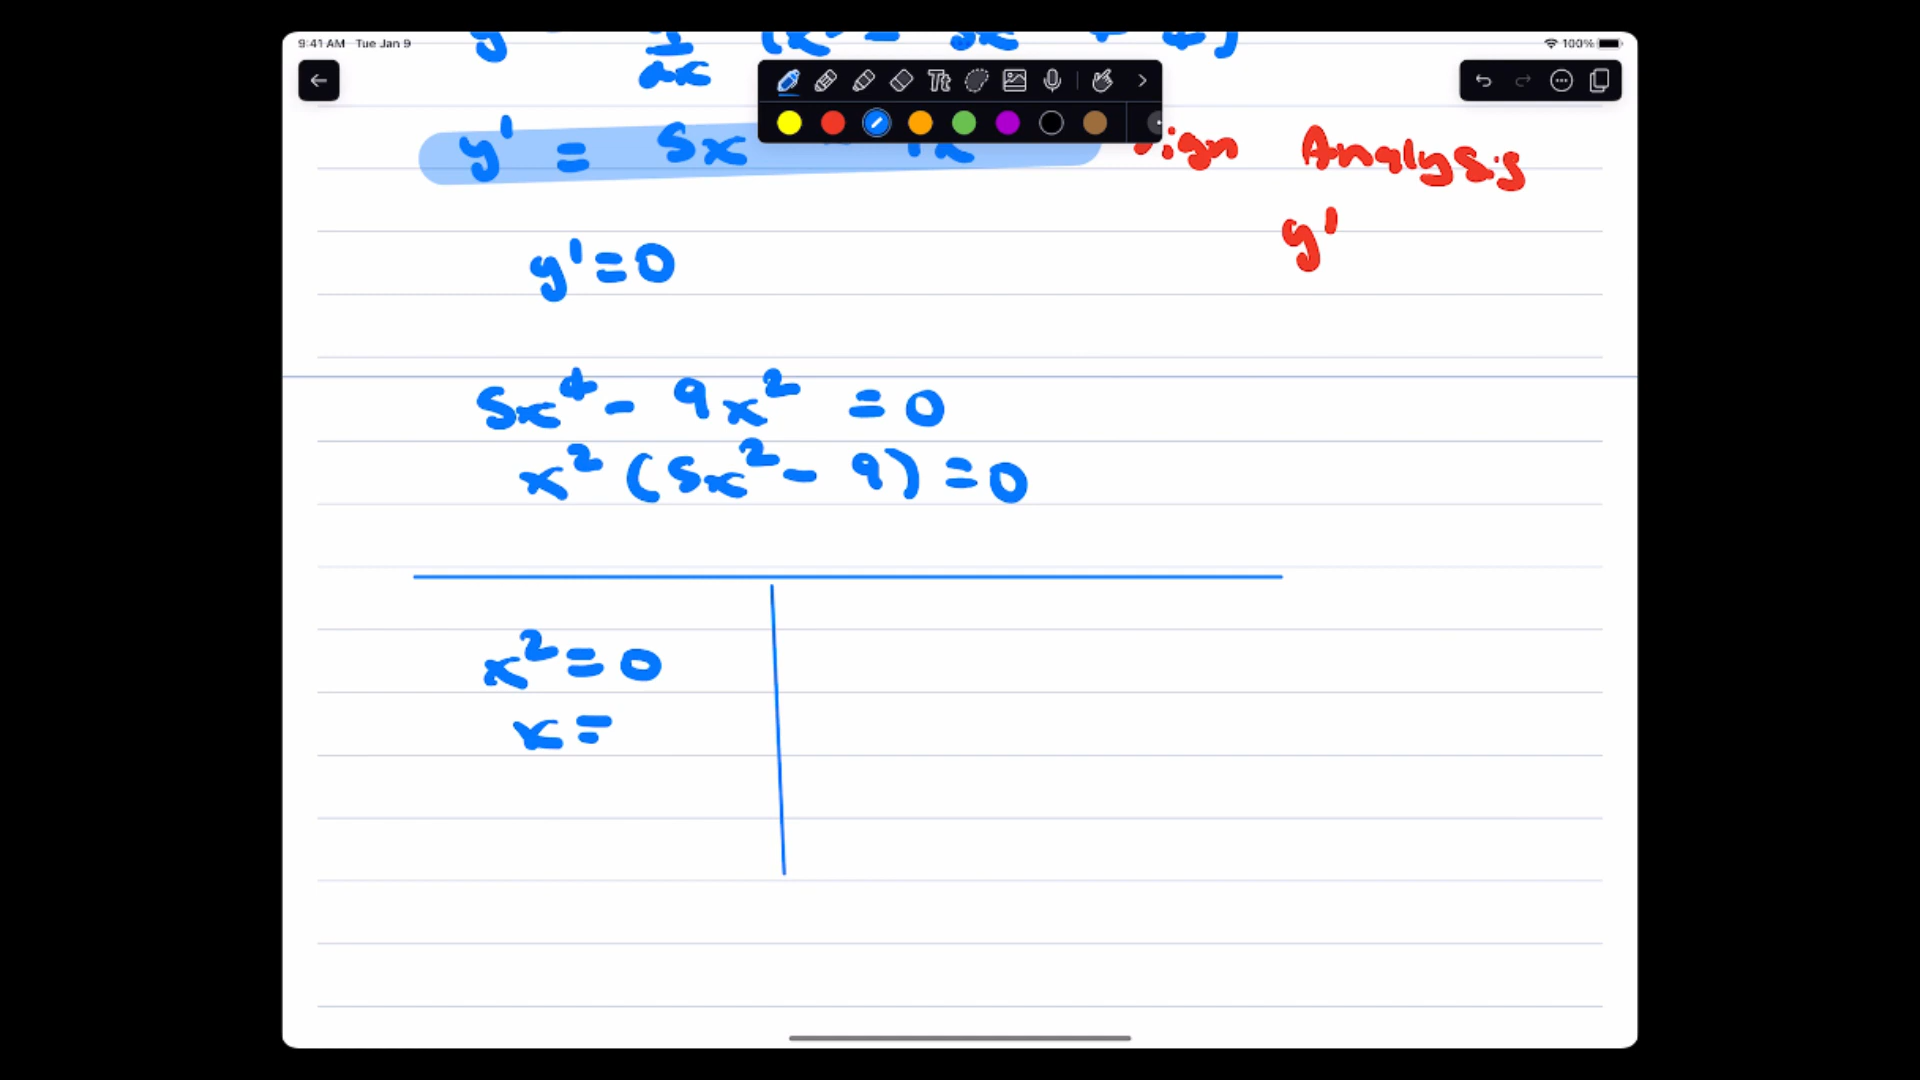 9:41 AM Tue Jan 9
100%
Tt
y' = 5x
Analysis
y'
y'=0
5x⁴- 9x² =0
x² (5x²- 9) =0
x²= 0
x =